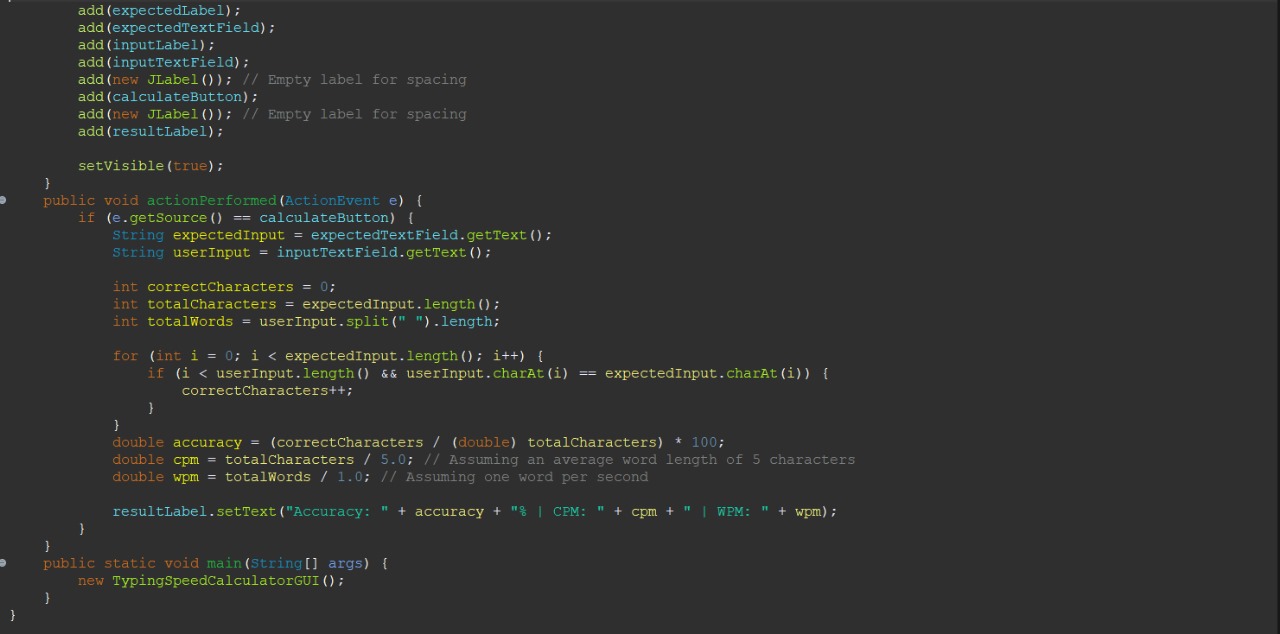 add(expectedLabel);
add(expectedTextField);
add(inputLabel);
add(inputTextField);
add(new JLabel()); // Empty label for spacing
add(calculateButton);
add(new JLabel()); // Empty label for spacing
add(resultLabel);
setVisible(true);
}
public void actionPerformed(ActionEvent e) {
if (e.getSource() == calculateButton) {
String expectedInput = expectedTextField.getText();
String userInput = inputTextField.getText();
int correctCharacters = 0;
int totalCharacters = expectedInput.length();
int totalWords = userInput.split(" ").length;
for (int i = 0; i < expectedInput.length(); i++) {
if (i < userInput.length() && userInput.charAt(i) == expectedInput.charAt(i)) {
correctCharacters++;
}
}
double accuracy = (correctCharacters / (double) totalCharacters) * 100;
double cpm = totalCharacters / 5.0; // Assuming an average word length of 5 characters
double wpm = totalWords / 1.0; // Assuming one word per second
resultLabel.setText("Accuracy: " + accuracy + "% | CPM: " + cpm + " | WPM: " + wpm);
}
}
public static void main(String[] args) {
new TypingSpeedCalculatorGUI();
}
}